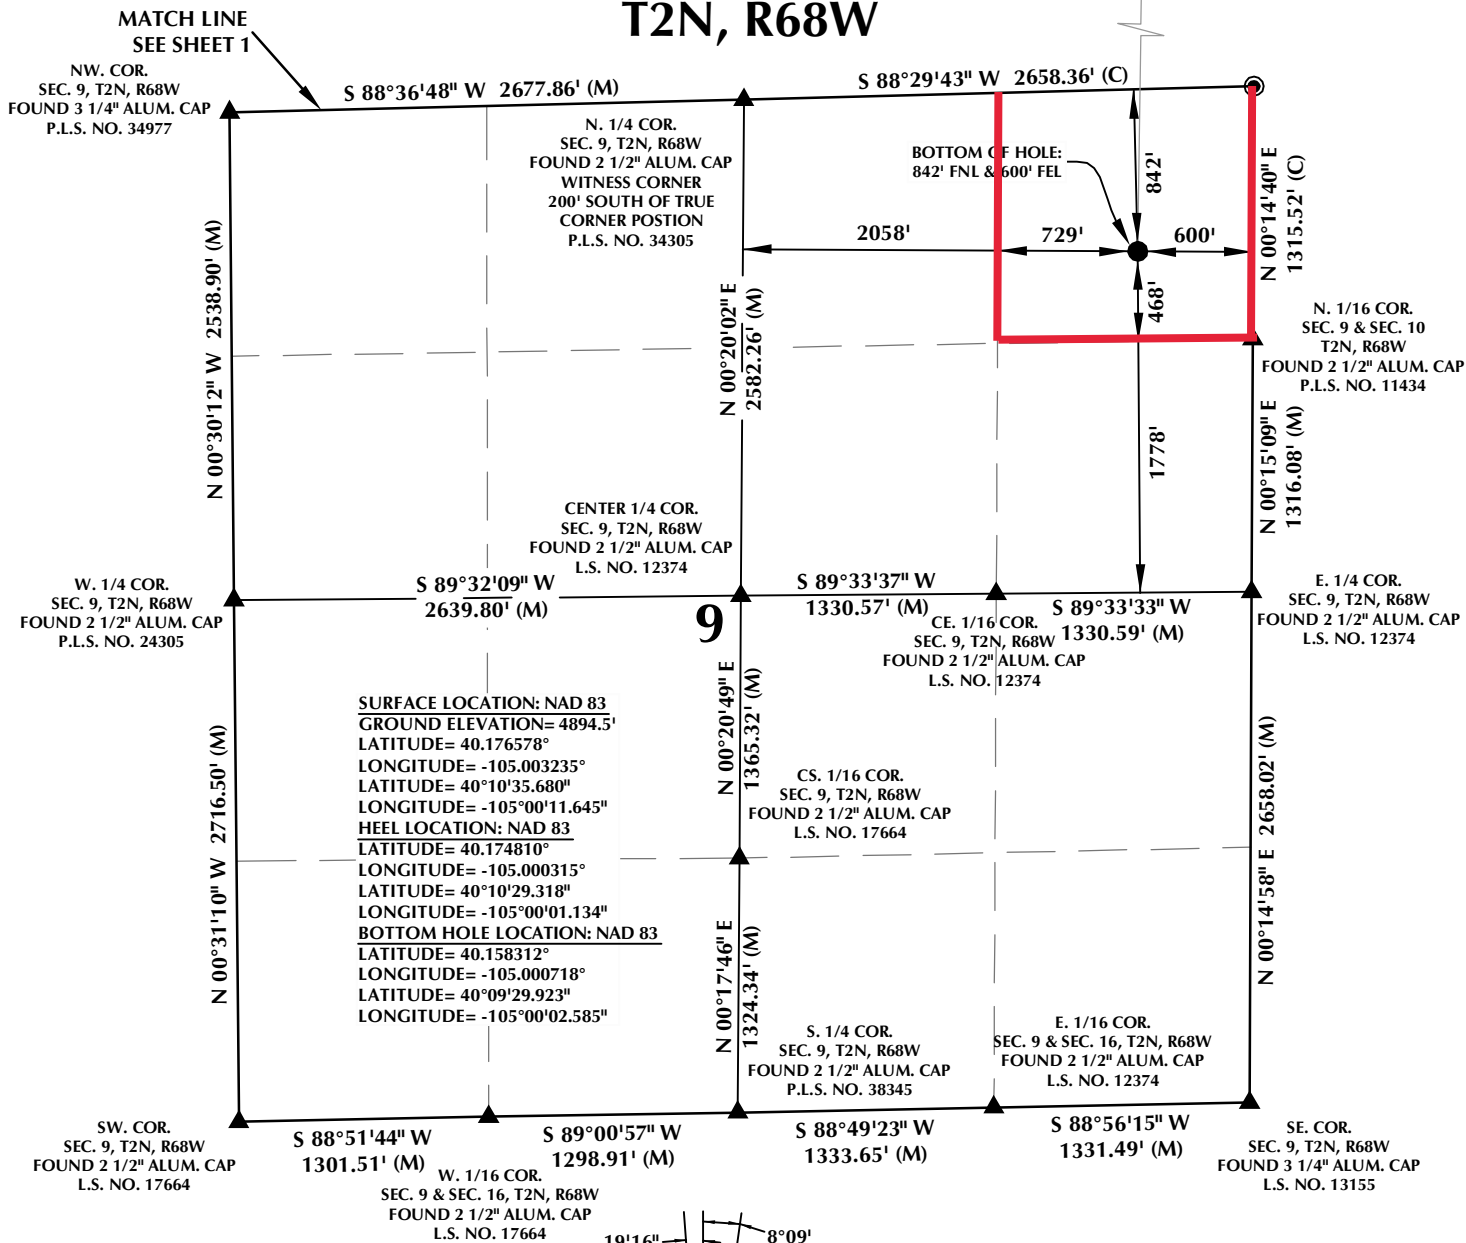 T2N, R68W
MATCH LINE
SEE SHEET 1
NW. COR.
SEC. 9, T2N, R68W
FOUND 3 1/4" ALUM. CAP
P.L.S. NO. 34977
S 88°36'48" W 2677.86' (M)
S 88°29'43" W 2658.36' (C)
N. 1/4 COR.
SEC. 9, T2N, R68W
FOUND 2 1/2" ALUM. CAP
WITNESS CORNER
200' SOUTH OF TRUE
CORNER POSTION
P.L.S. NO. 34305
BOTTOM OF HOLE:
842' FNL & 600' FEL
842'
N 00°14'40" E
1315.52' (C)
2058'
729'
600'
468'
N 00°30'12" W 2538.90' (M)
N 00°20'02" E
2582.26' (M)
N. 1/16 COR.
SEC. 9 & SEC. 10
T2N, R68W
FOUND 2 1/2" ALUM. CAP
P.L.S. NO. 11434
1778'
N 00°15'09" E
1316.08' (M)
CENTER 1/4 COR.
SEC. 9, T2N, R68W
FOUND 2 1/2" ALUM. CAP
L.S. NO. 12374
W. 1/4 COR.
SEC. 9, T2N, R68W
FOUND 2 1/2" ALUM. CAP
P.L.S. NO. 24305
S 89°32'09" W
2639.80' (M)
9
S 89°33'37" W
1330.57' (M)
S 89°33'33" W
1330.59' (M)
CE. 1/16 COR.
SEC. 9, T2N, R68W
FOUND 2 1/2" ALUM. CAP
L.S. NO. 12374
E. 1/4 COR.
SEC. 9, T2N, R68W
FOUND 2 1/2" ALUM. CAP
L.S. NO. 12374
SURFACE LOCATION: NAD 83
GROUND ELEVATION= 4894.5'
LATITUDE= 40.176578°
LONGITUDE= -105.003235°
LATITUDE= 40°10'35.680"
LONGITUDE= -105°00'11.645"
HEEL LOCATION: NAD 83
LATITUDE= 40.174810°
LONGITUDE= -105.000315°
LATITUDE= 40°10'29.318"
LONGITUDE= -105°00'01.134"
BOTTOM HOLE LOCATION: NAD 83
LATITUDE= 40.158312°
LONGITUDE= -105.000718°
LATITUDE= 40°09'29.923"
LONGITUDE= -105°00'02.585"
N 00°31'10" W 2716.50' (M)
N 00°20'49" E
1365.32' (M)
CS. 1/16 COR.
SEC. 9, T2N, R68W
FOUND 2 1/2" ALUM. CAP
L.S. NO. 17664
N 00°14'58" E 2658.02' (M)
N 00°17'46" E
1324.34' (M)
S. 1/4 COR.
SEC. 9, T2N, R68W
FOUND 2 1/2" ALUM. CAP
P.L.S. NO. 38345
E. 1/16 COR.
SEC. 9 & SEC. 16, T2N, R68W
FOUND 2 1/2" ALUM. CAP
L.S. NO. 12374
SW. COR.
SEC. 9, T2N, R68W
FOUND 2 1/2" ALUM. CAP
L.S. NO. 17664
S 88°51'44" W
1301.51' (M)
S 89°00'57" W
1298.91' (M)
S 88°49'23" W
1333.65' (M)
S 88°56'15" W
1331.49' (M)
SE. COR.
SEC. 9, T2N, R68W
FOUND 3 1/4" ALUM. CAP
L.S. NO. 13155
W. 1/16 COR.
SEC. 9 & SEC. 16, T2N, R68W
FOUND 2 1/2" ALUM. CAP
L.S. NO. 17664
19'16"
8°09'